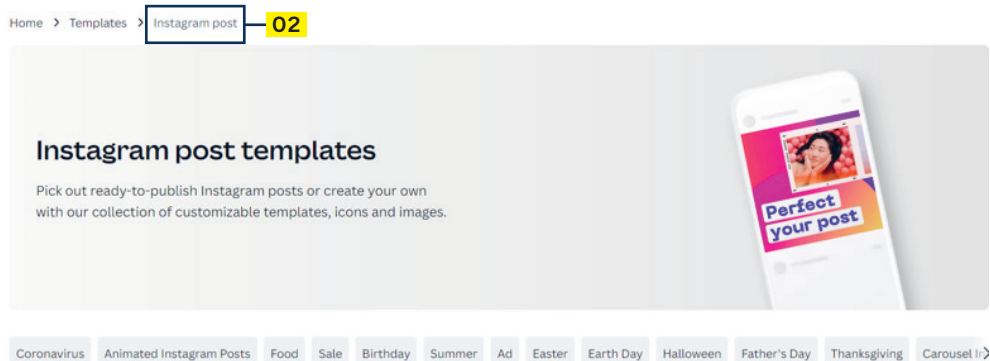 Home > Templates > Instagram post 02
Instagram post templates
Pick out ready-to-publish Instagram posts or create your own
with our collection of customizable templates, icons and images.
Perfect
your post
Coronavirus Animated Instagram Posts Food Sale Birthday Summer Ad Easter Earth Day Halloween Father's Day Thanksgiving Carousel